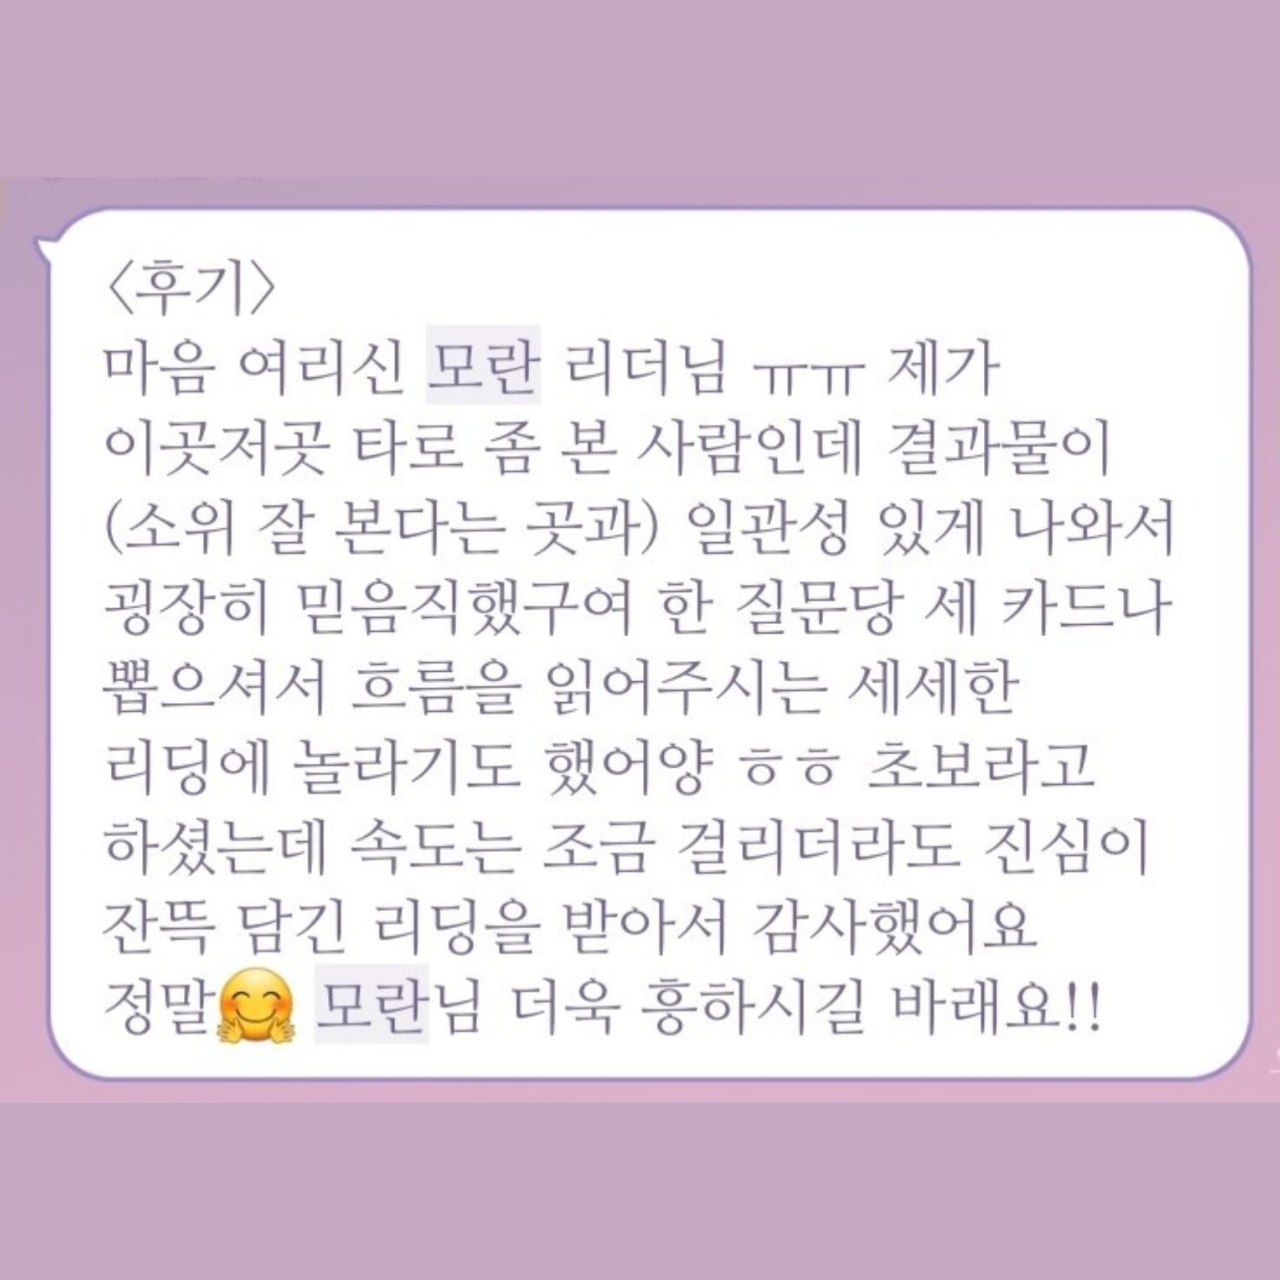 〈후기〉
마음 여리신 모란 리더님 ㅠㅠ 제가
이곳저곳 타로 좀 본 사람인데 결과물이
(소위 잘 본다는 곳과) 일관성 있게 나와서
굉장히 믿음직했구여 한 질문당 세 카드나
뽑으셔서 흐름을 읽어주시는 세세한
리딩에 놀라기도 했어양 ㅎㅎ 초보라고
하셨는데 속도는 조금 걸리더라도 진심이
잔뜩 담긴 리딩을 받아서 감사했어요
정말🤗 모란님 더욱 흥하시길 바래요!!